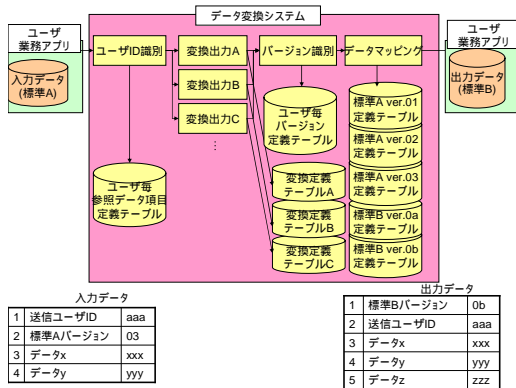 データ変換システム
ユーザ
業務アプリ
入力データ
(標準A)
ユーザID識別
変換出力A
変換出力B
変換出力C
⋮
バージョン識別
データマッピング
ユーザ
業務アプリ
出力データ
(標準B)
ユーザ毎
参照データ項目
定義テーブル
ユーザ毎
バージョン
定義テーブル
変換定義
テーブルA
変換定義
テーブルB
変換定義
テーブルC
標準A ver.01
定義テーブル
標準A ver.02
定義テーブル
標準A ver.03
定義テーブル
標準B ver.0a
定義テーブル
標準B ver.0b
定義テーブル
入力データ
1 送信ユーザID aaa
2 標準Aバージョン 03
3 データx xxx
4 データy yyy
出力データ
1 標準Bバージョン 0b
2 送信ユーザID aaa
3 データx xxx
4 データy yyy
5 データz zzz